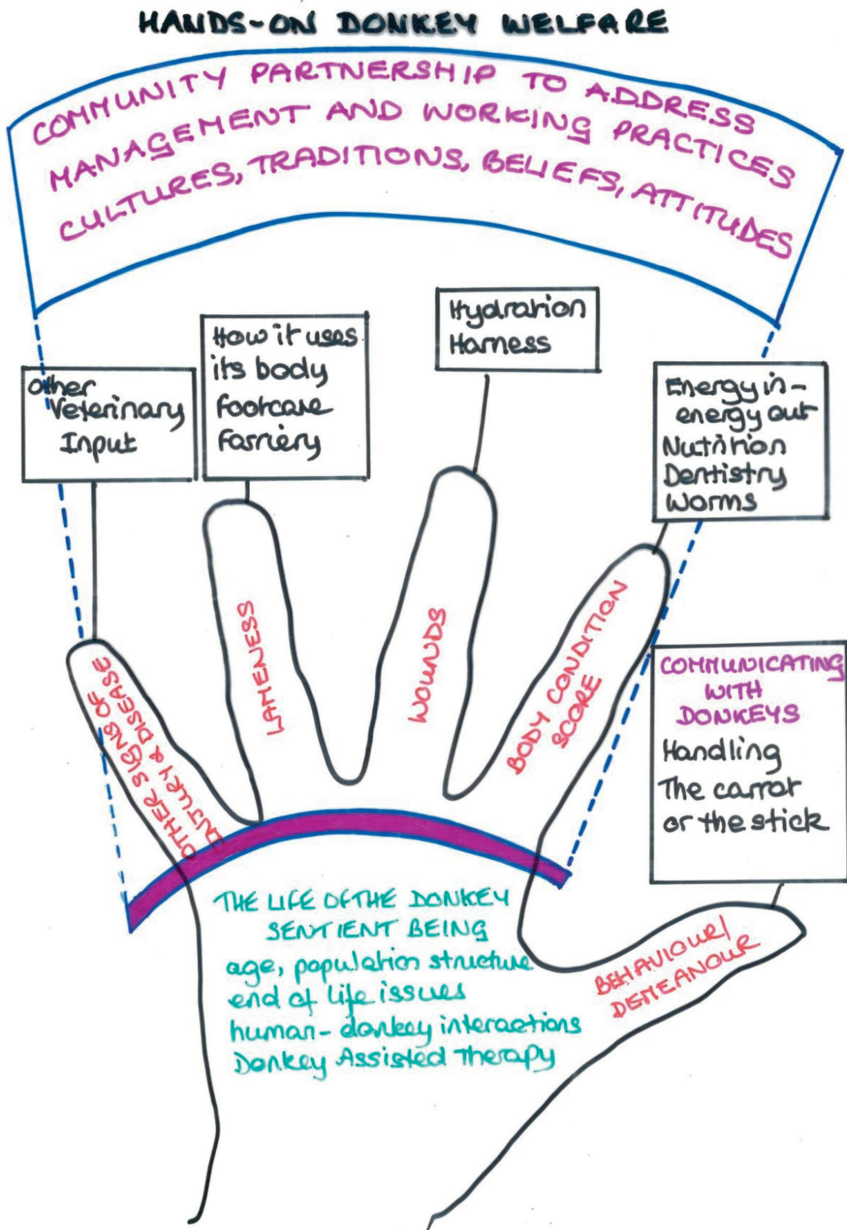 HANDS-ON DONKEY WELFARE
COMMUNITY PARTNERSHIP TO ADDRESS
MANAGEMENT AND WORKING PRACTICES
CULTURES, TRADITIONS, BELIEFS, ATTITUDES
other
Veterinary
Input
How it uses
its body
Footcare
Farriery
Hydration
Harness
Energy in-
energy out
Nutrition
Dentistry
Worms
OTHER SIGNS OF
INJURY & DISEASE
LAMENESS
WOUNDS
BODY CONDITION
SCORE
COMMUNICATING
WITH
DONKEYS
Handling
The carrot
or the stick
BEHAVIOUR/
DEMEANOUR
THE LIFE OF THE DONKEY
SENTIENT BEING
age, population structure
end of life issues
human-donkey interactions
Donkey Assisted Therapy